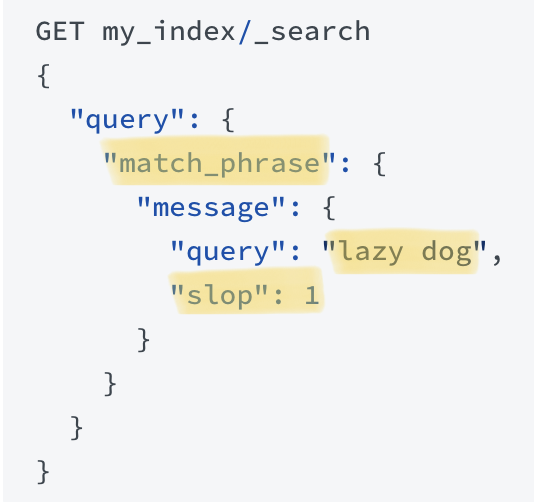 GET my_index/_search
{
  "query": {
    "match_phrase": {
      "message": {
        "query": "lazy dog",
        "slop": 1
      }
    }
  }
}